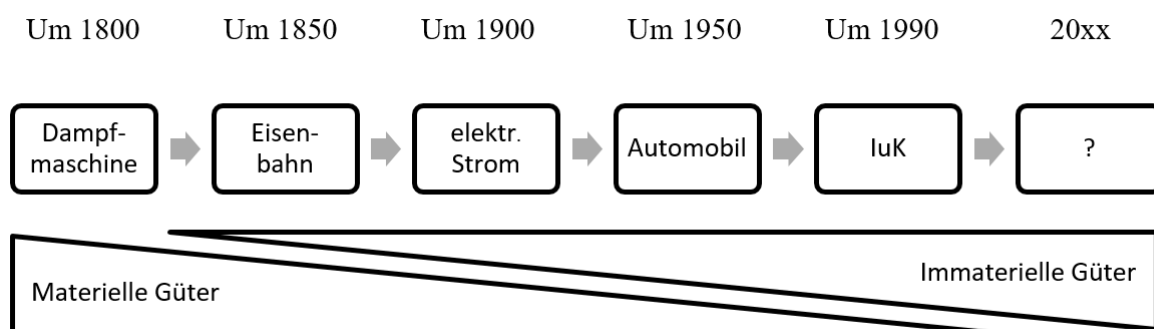 Um 1800 Um 1850 Um 1900 Um 1950 Um 1990 20xx
Dampf-
maschine
Eisen-
bahn
elektr.
Strom
Automobil
IuK
?
Immaterielle Güter
Materielle Güter